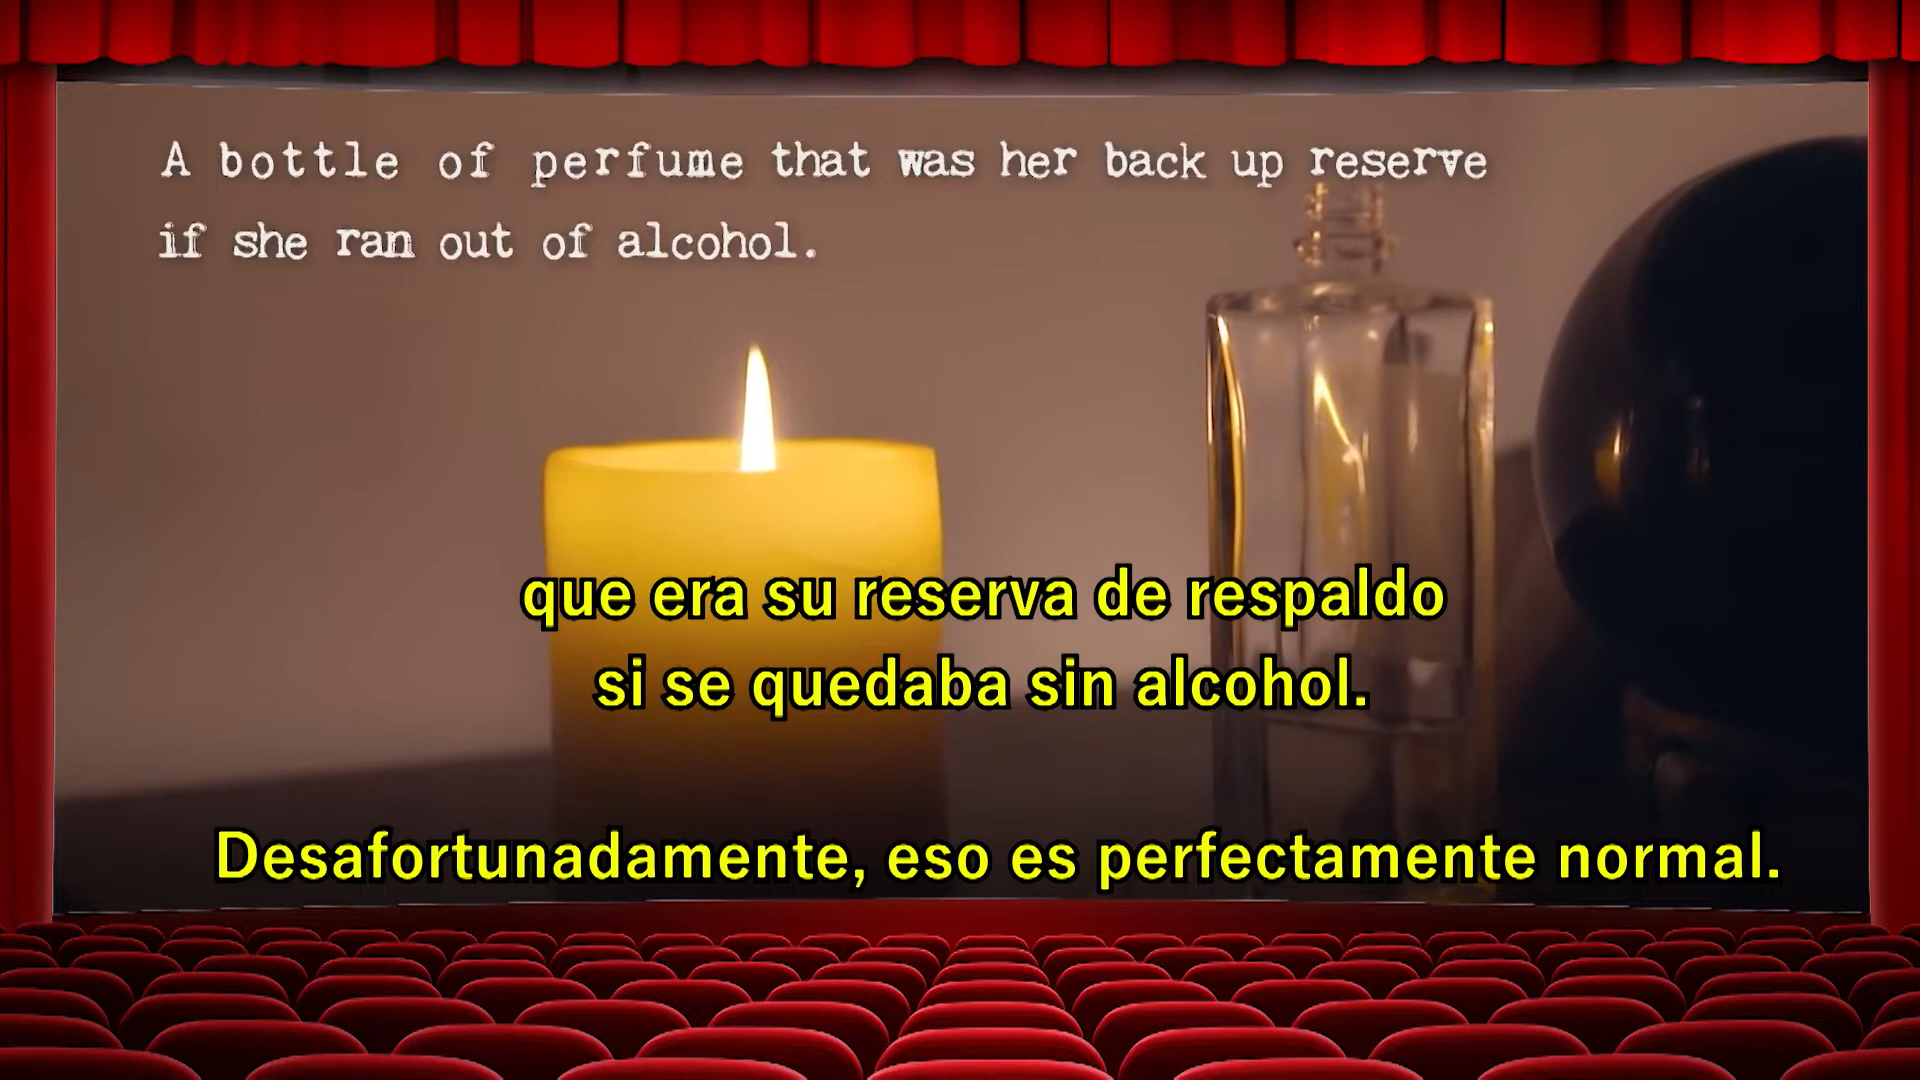 A bottle of perfume that was her back up reserve
if she ran out of alcohol.
que era su reserva de respaldo
si se quedaba sin alcohol.
Desafortunadamente, eso es perfectamente normal.